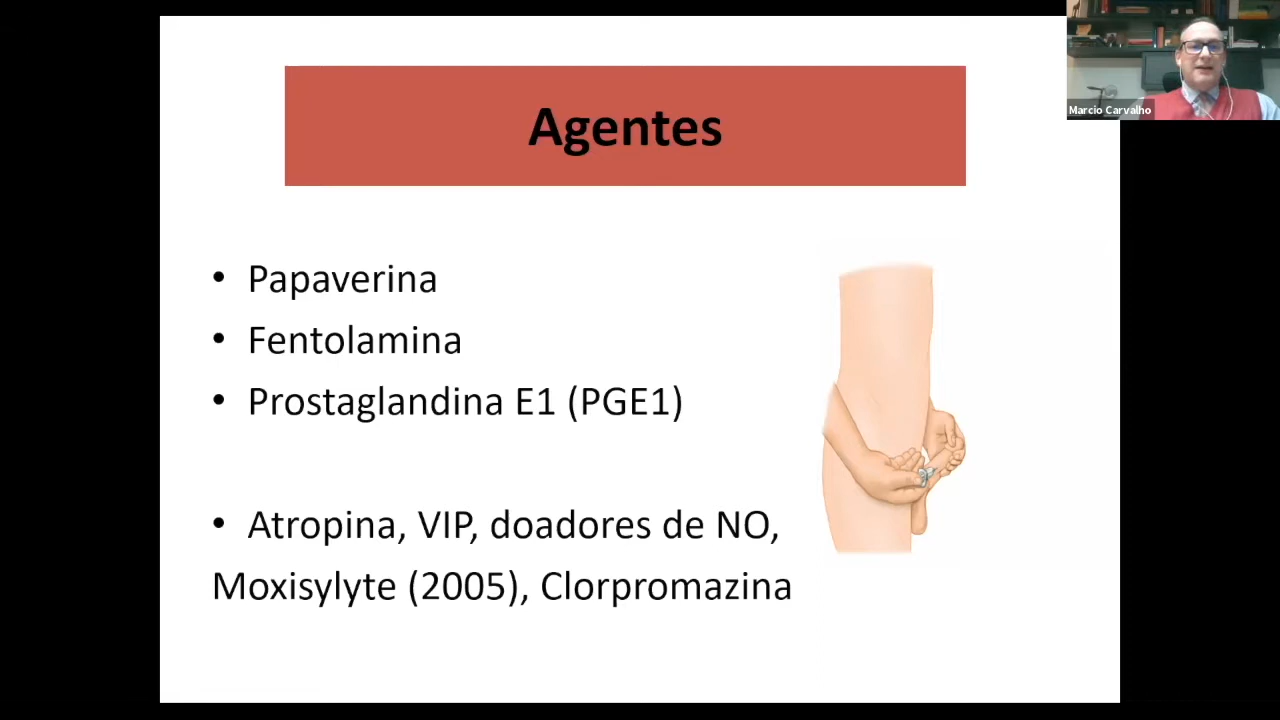 Marcio Carvalho
Agentes
• Papaverina
• Fentolamina
• Prostaglandina E1 (PGE1)
• Atropina, VIP, doadores de NO,
Moxisylyte (2005), Clorpromazina